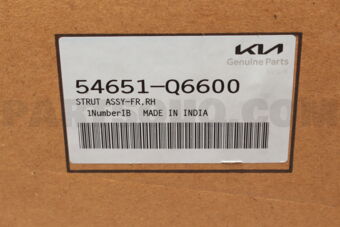 KIA
Genuine Parts
54651-Q6600
STRUT ASSY-FR,RH
1NumberIB MADE IN INDIA